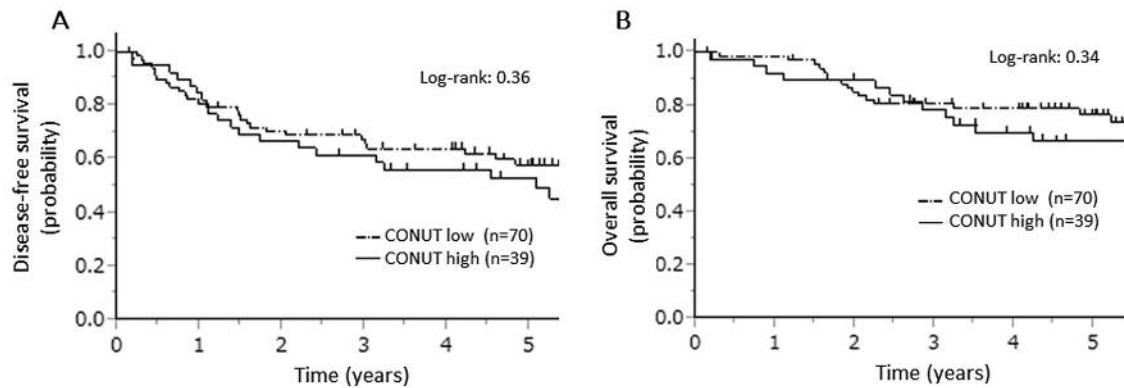 A
1.0
0.8
0.6
0.4
0.2
0.0
Disease-free survival
(probability)
Log-rank: 0.36
CONUT low (n=70)
CONUT high (n=39)
0 1 2 3 4 5
Time (years)
B
1.0
0.8
0.6
0.4
0.2
0.0
Overall survival
(probability)
Log-rank: 0.34
CONUT low (n=70)
CONUT high (n=39)
0 1 2 3 4 5
Time (years)